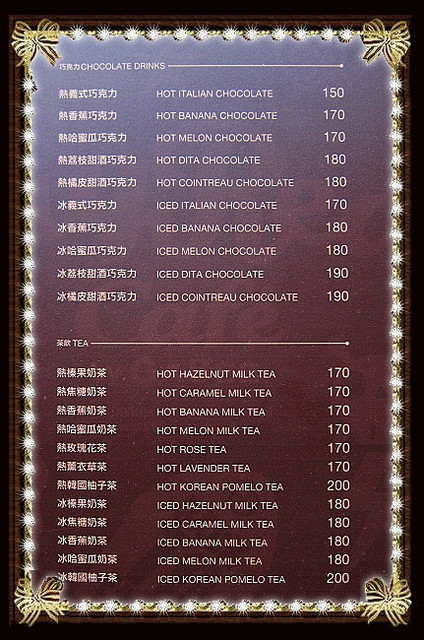 巧克力 CHOCOLATE DRINKS
熱義式巧克力 HOT ITALIAN CHOCOLATE 150
熱香蕉巧克力 HOT BANANA CHOCOLATE 170
熱哈蜜瓜巧克力 HOT MELON CHOCOLATE 170
熱荔枝甜酒巧克力 HOT DITA CHOCOLATE 180
熱橘皮甜酒巧克力 HOT COINTREAU CHOCOLATE 180
冰義式巧克力 ICED ITALIAN CHOCOLATE 170
冰香蕉巧克力 ICED BANANA CHOCOLATE 180
冰哈蜜瓜巧克力 ICED MELON CHOCOLATE 180
冰荔枝甜酒巧克力 ICED DITA CHOCOLATE 190
冰橘皮甜酒巧克力 ICED COINTREAU CHOCOLATE 190
茶飲 TEA
熱榛果奶茶 HOT HAZELNUT MILK TEA 170
熱焦糖奶茶 HOT CARAMEL MILK TEA 170
熱香蕉奶茶 HOT BANANA MILK TEA 170
熱哈蜜瓜奶茶 HOT MELON MILK TEA 170
熱玫瑰花茶 HOT ROSE TEA 170
熱薰衣草茶 HOT LAVENDER TEA 170
熱韓國柚子茶 HOT KOREAN POMELO TEA 200
冰榛果奶茶 ICED HAZELNUT MILK TEA 180
冰焦糖奶茶 ICED CARAMEL MILK TEA 180
冰香蕉奶茶 ICED BANANA MILK TEA 180
冰哈蜜瓜奶茶 ICED MELON MILK TEA 180
冰韓國柚子茶 ICED KOREAN POMELO TEA 200